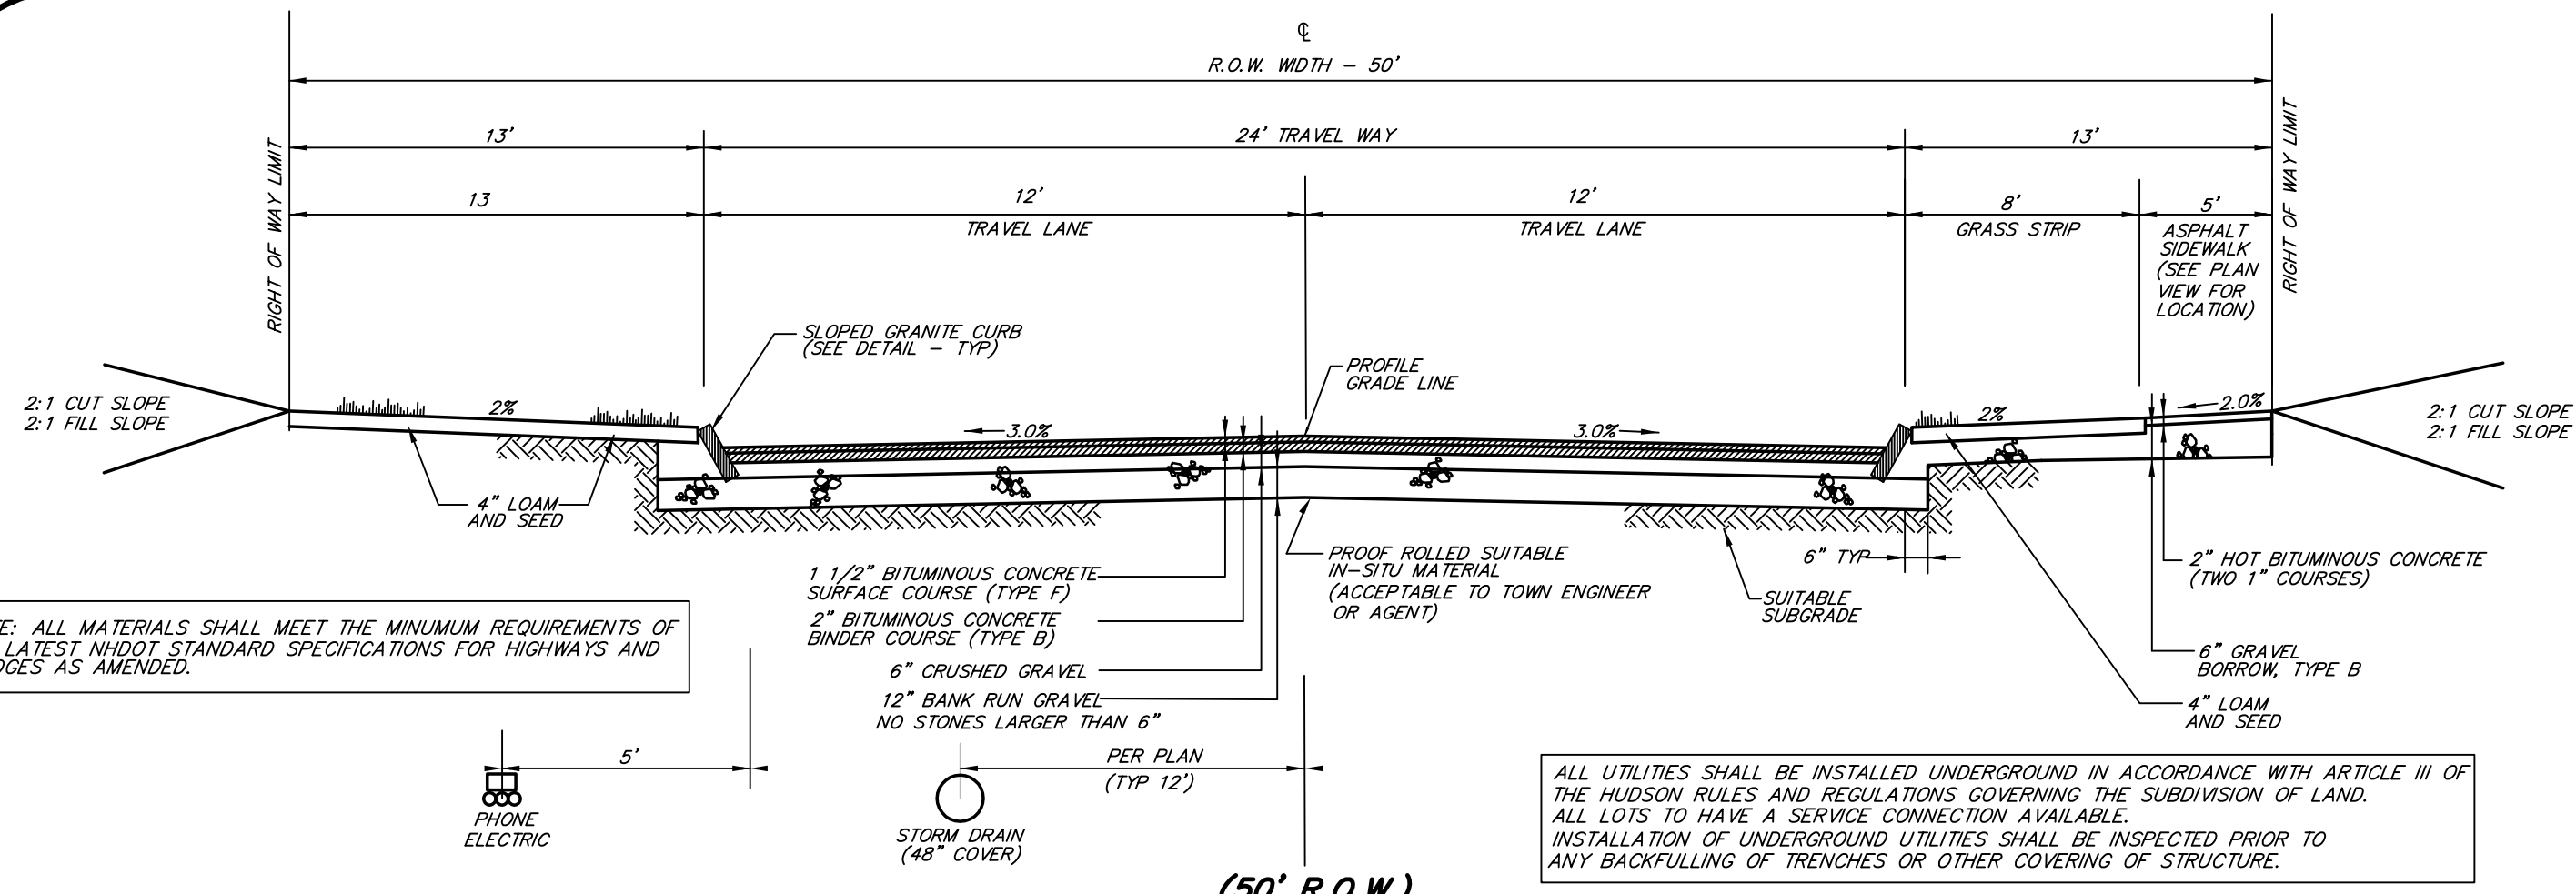 ℄
R.O.W. WIDTH - 50'
13'
24' TRAVEL WAY
13'
13
12'
12'
8'
5'
TRAVEL LANE
TRAVEL LANE
GRASS STRIP
ASPHALT
SIDEWALK
(SEE PLAN
VIEW FOR
LOCATION)
RIGHT OF WAY LIMIT
RIGHT OF WAY LIMIT
SLOPED GRANITE CURB
(SEE DETAIL - TYP)
PROFILE
GRADE LINE
2:1 CUT SLOPE
2:1 FILL SLOPE
2%
3.0%
3.0%
2%
2.0%
2:1 CUT SLOPE
2:1 FILL SLOPE
4" LOAM
AND SEED
1 1/2" BITUMINOUS CONCRETE
SURFACE COURSE (TYPE F)
2" BITUMINOUS CONCRETE
BINDER COURSE (TYPE B)
6" CRUSHED GRAVEL
12" BANK RUN GRAVEL
NO STONES LARGER THAN 6"
PROOF ROLLED SUITABLE
IN-SITU MATERIAL
(ACCEPTABLE TO TOWN ENGINEER
OR AGENT)
6" TYP
SUITABLE
SUBGRADE
2" HOT BITUMINOUS CONCRETE
(TWO 1" COURSES)
6" GRAVEL
BORROW, TYPE B
4" LOAM
AND SEED
E: ALL MATERIALS SHALL MEET THE MINUMUM REQUIREMENTS OF
LATEST NHDOT STANDARD SPECIFICATIONS FOR HIGHWAYS AND
DGES AS AMENDED.
5'
PHONE
ELECTRIC
STORM DRAIN
(48" COVER)
PER PLAN
(TYP 12')
ALL UTILITIES SHALL BE INSTALLED UNDERGROUND IN ACCORDANCE WITH ARTICLE III OF
THE HUDSON RULES AND REGULATIONS GOVERNING THE SUBDIVISION OF LAND.
ALL LOTS TO HAVE A SERVICE CONNECTION AVAILABLE.
INSTALLATION OF UNDERGROUND UTILITIES SHALL BE INSPECTED PRIOR TO
ANY BACKFULLING OF TRENCHES OR OTHER COVERING OF STRUCTURE.
(50' R.O.W.)